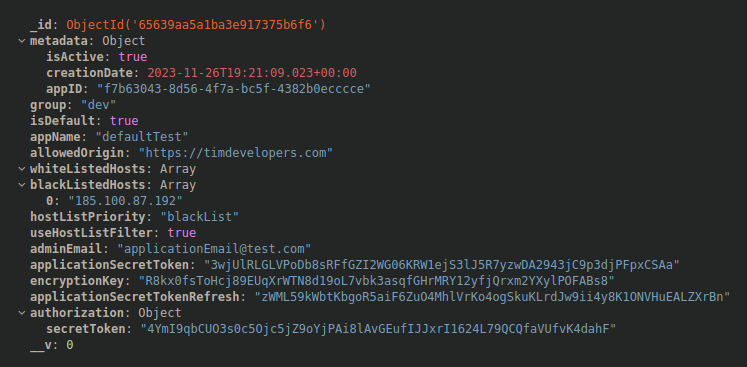 _id: ObjectId('65639aa5a1ba3e917375b6f6')
metadata: Object
isActive: true
creationDate: 2023-11-26T19:21:09.023+00:00
appID: "f7b63043-8d56-4f7a-bc5f-4382b0ecccce"
group: "dev"
isDefault: true
appName: "defaultTest"
allowedOrigin: "https://timdevelopers.com"
whiteListedHosts: Array
blackListedHosts: Array
0: "185.100.87.192"
hostListPriority: "blackList"
useHostListFilter: true
adminEmail: "applicationEmail@test.com"
applicationSecretToken: "3wjUlRLGLVPoDb8sRFfGZI2WG06KRW1ejS3lJ5R7yzwDA2943jC9p3djPFpxCSAa"
encryptionKey: "R8kx0fsToHcj89EUqXrWTN8d19oL7vbk3asqfGHrMRY12yfjQrxm2YXylPOFABs8"
applicationSecretTokenRefresh: "zWML59kWbtKbgoR5aiF6ZuO4MhlVrKo4ogSkuKLrdJw9ii4y8K1ONVHuEALZXrBn"
authorization: Object
secretToken: "4YmI9qbCUO3s0c5Ojc5jZ9oYjPAi8lAvGEufIJJxrI1624L79QCQfaVUfvK4dahF"
__v: 0